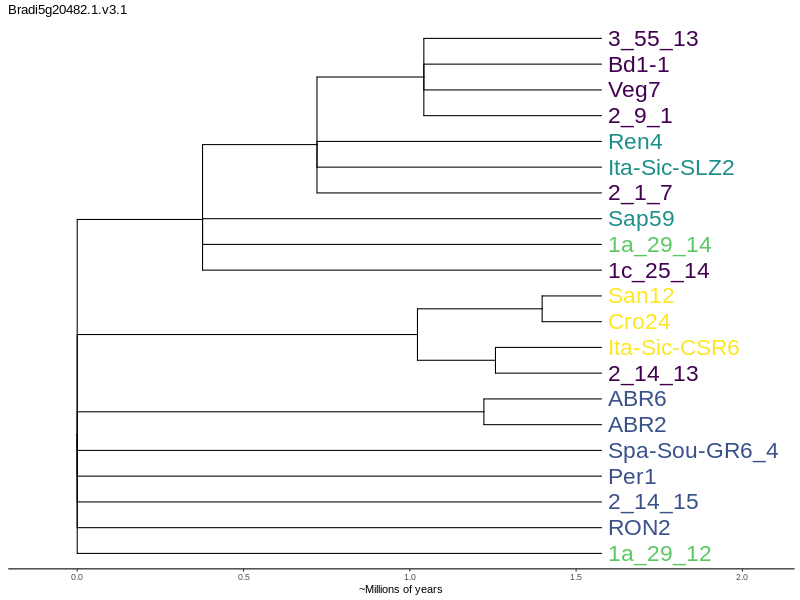 Bradi5g20482.1.v3.1
3_55_13
Bd1-1
Veg7
2_9_1
Ren4
Ita-Sic-SLZ2
2_1_7
Sap59
1a_29_14
1c_25_14
San12
Cro24
Ita-Sic-CSR6
2_14_13
ABR6
ABR2
Spa-Sou-GR6_4
Per1
2_14_15
RON2
1a_29_12
0.0 0.5 1.0 1.5 2.0
~Millions of years